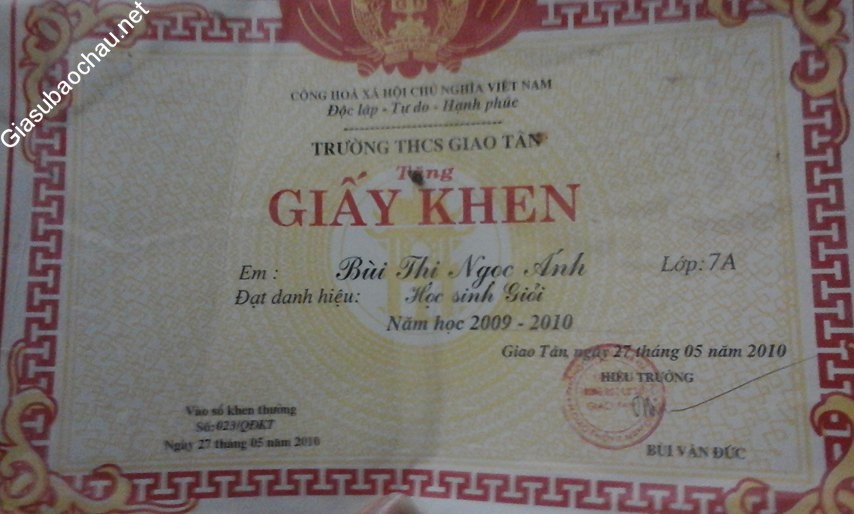 Giasubaochau.net
CỘNG HOÀ XÃ HỘI CHỦ NGHĨA VIỆT NAM
Độc lập - Tự do - Hạnh phúc
TRƯỜNG THCS GIAO TÂN
Tặng
GIẤY KHEN
Em : Bùi Thị Ngọc Ánh Lớp: 7A
Đạt danh hiệu: Học sinh Giỏi
Năm học 2009 - 2010
Giao Tân, ngày 27 tháng 05 năm 2010
HIỆU TRƯỞNG
Vào sổ khen thưởng
Số: 023/QĐKT
Ngày 27 tháng 05 năm 2010
BÙI VĂN ĐỨC